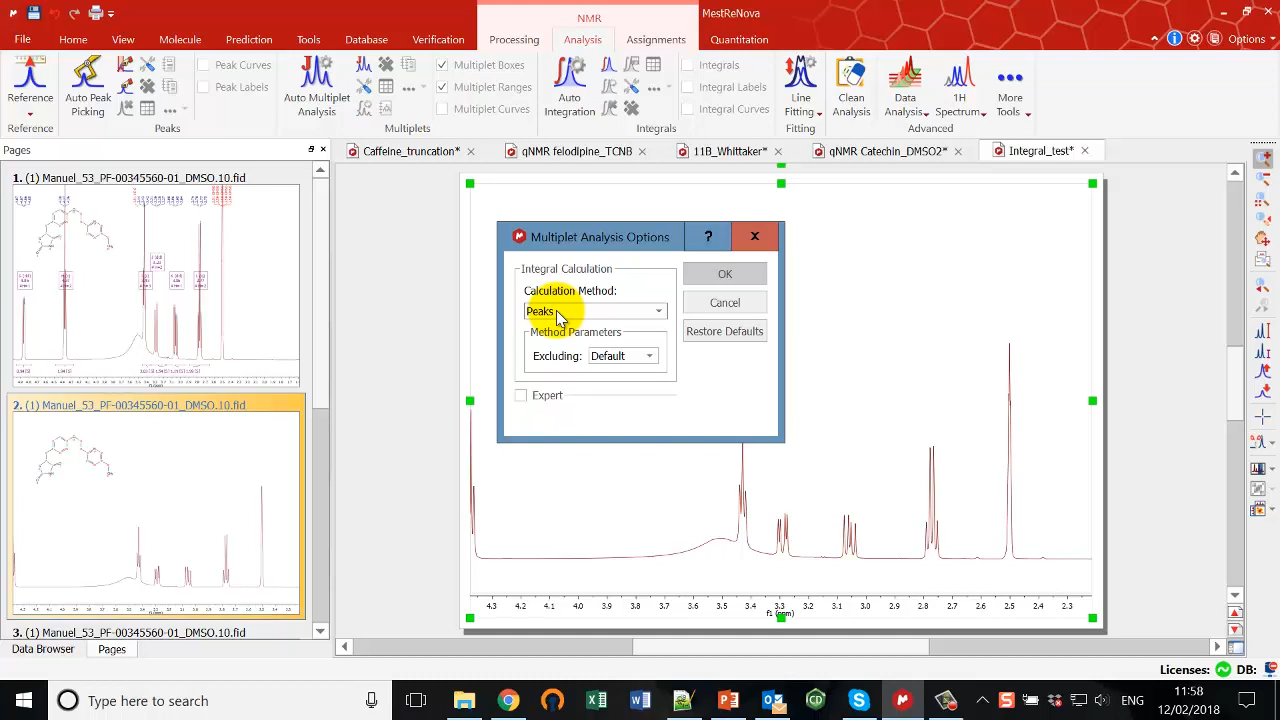 NMR
MestReNova
File Home View Molecule Prediction Tools Database Verification Processing Analysis Assignments Quantitation Options
Reference
Auto Peak Picking
Peak Curves
Peak Labels
Auto Multiplet Analysis
Multiplet Boxes
Multiplet Ranges
Multiplet Curves
Auto Integration
Integrals
Integral Labels
Integral Curves
Line Fitting
Clean Analysis
Data Analysis
1H Spectrum
More Tools
Reference Peaks Multiplets Integrals Fitting Advanced
Pages
Caffeine_truncation* qNMR felodipine_TCNB 11B_Whittaker* qNMR Catechin_DMSO2* Integral_test*
1. (1) Manuel_53_PF-00345560-01_DMSO.10.fid
2. (1) Manuel_53_PF-00345560-01_DMSO.10.fid
3. (1) Manuel_53_PF-00345560-01_DMSO.10.fid
Multiplet Analysis Options
?
X
Integral Calculation
OK
Calculation Method:
Cancel
Peaks
Restore Defaults
Method Parameters
Excluding: Default
Expert
4.3 4.2 4.1 4.0 3.9 3.8 3.7 3.6 3.5 3.4 3.3 3.2 3.1 3.0 2.9 2.8 2.7 2.6 2.5 2.4 2.3
f1 (ppm)
Data Browser Pages
Licenses: DB:
Type here to search
ENG
11:58
12/02/2018